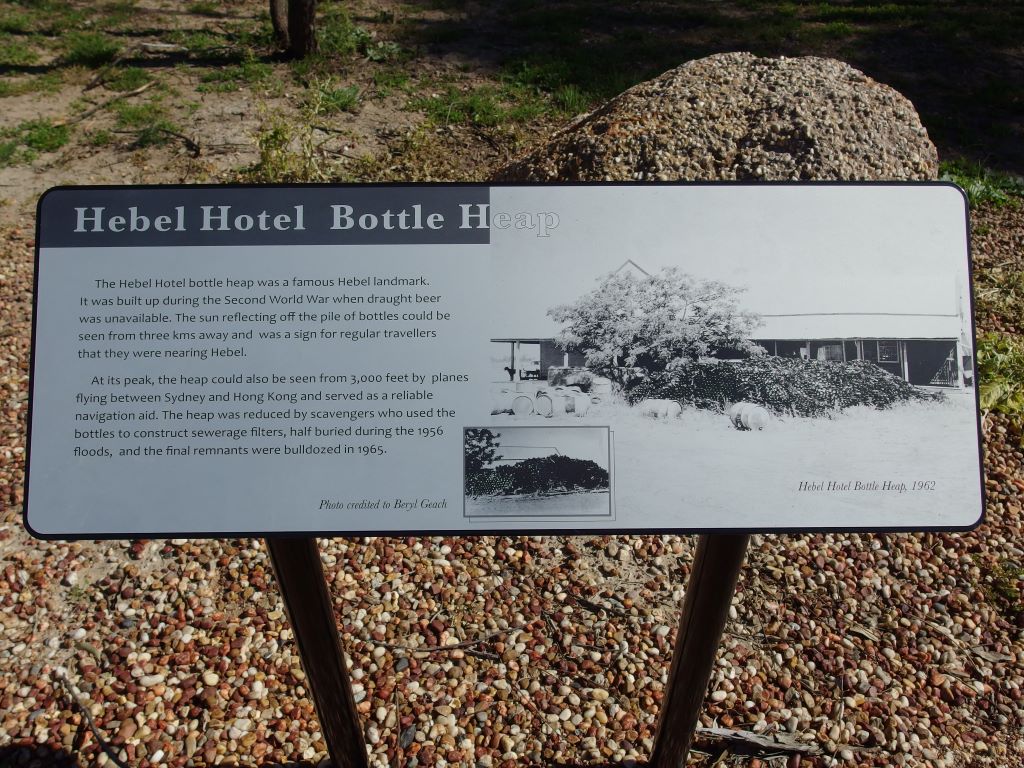 Hebel Hotel Bottle Heap
The Hebel Hotel bottle heap was a famous Hebel landmark.
It was built up during the Second World War when draught beer
was unavailable. The sun reflecting off the pile of bottles could be
seen from three kms away and was a sign for regular travellers
that they were nearing Hebel.
At its peak, the heap could also be seen from 3,000 feet by planes
flying between Sydney and Hong Kong and served as a reliable
navigation aid. The heap was reduced by scavengers who used the
bottles to construct sewerage filters, half buried during the 1956
floods, and the final remnants were bulldozed in 1965.
Photo credited to Beryl Geach
Hebel Hotel Bottle Heap, 1962